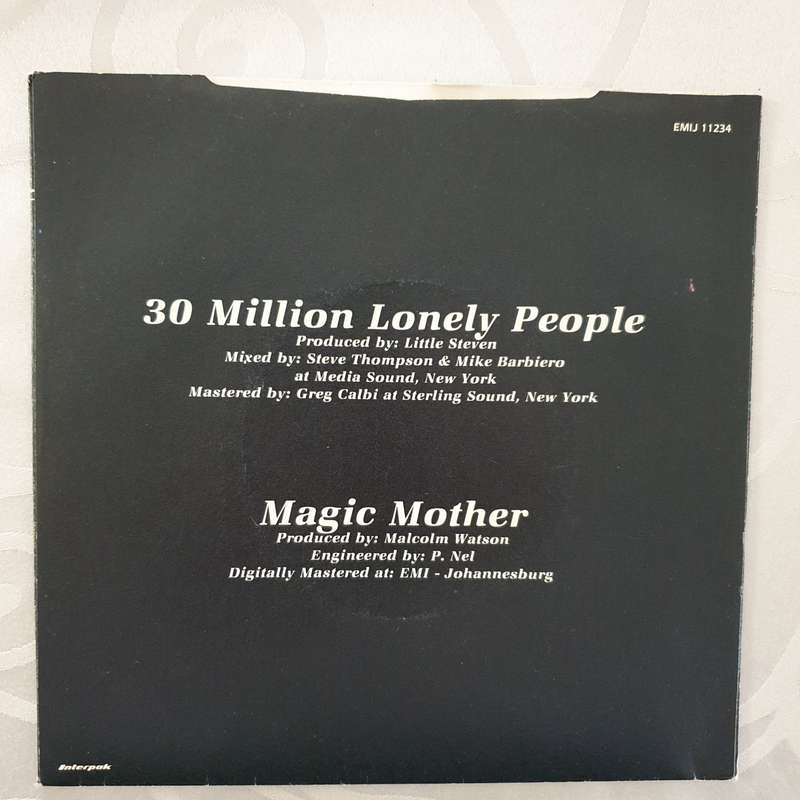 EMIJ 11234
30 Million Lonely People
Produced by: Little Steven
Mixed by: Steve Thompson & Mike Barbiero
at Media Sound, New York
Mastered by: Greg Calbi at Sterling Sound, New York
Magic Mother
Produced by: Malcolm Watson
Engineered by: P. Nel
Digitally Mastered at: EMI - Johannesburg
Interpak